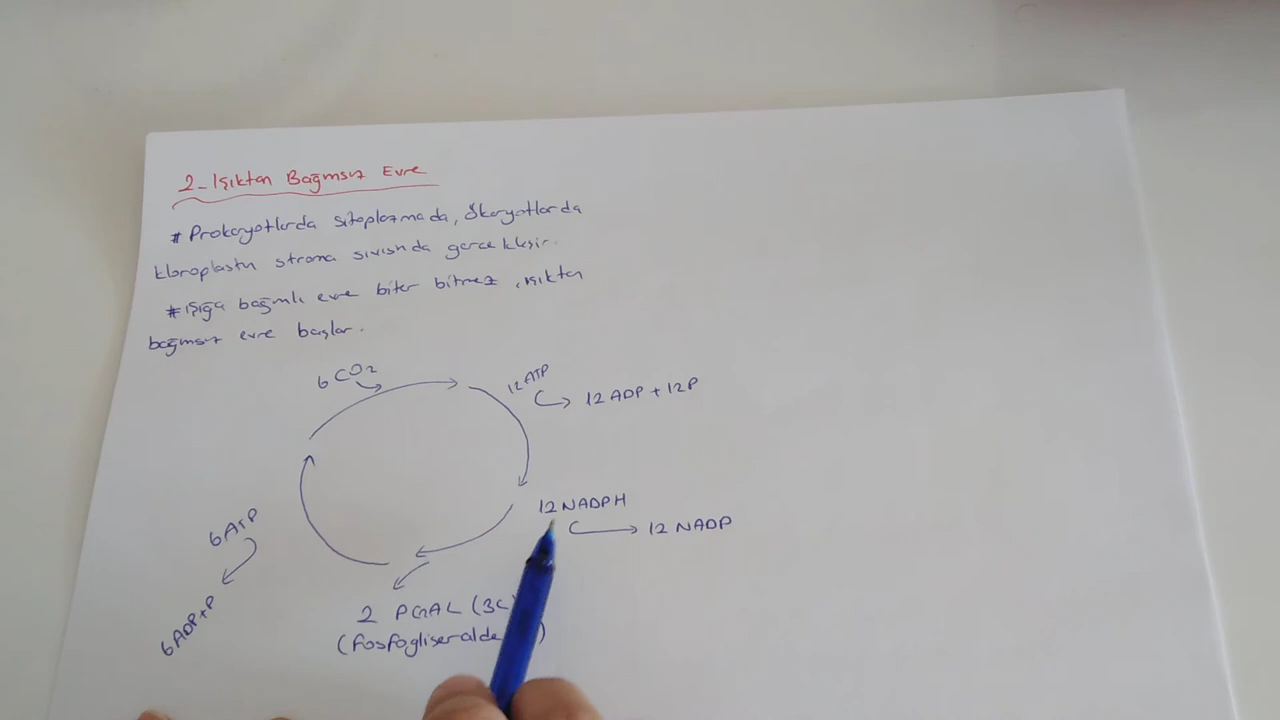 2- Işıktan Bağımsız Evre
# Prokaryotlarda sitoplazmada, Ökaryotlarda
kloroplastın stroma sıvısında gerçekleşir.
# Işığa bağımlı evre biter bitmez, ışıktan
bağımsız evre başlar.
6 CO2
12 ATP
12 ADP + 12 P
12 NADPH
12 NADP
6 ATP
6 ADP + P
2 PGAL (3C
(fosfogliseralde )